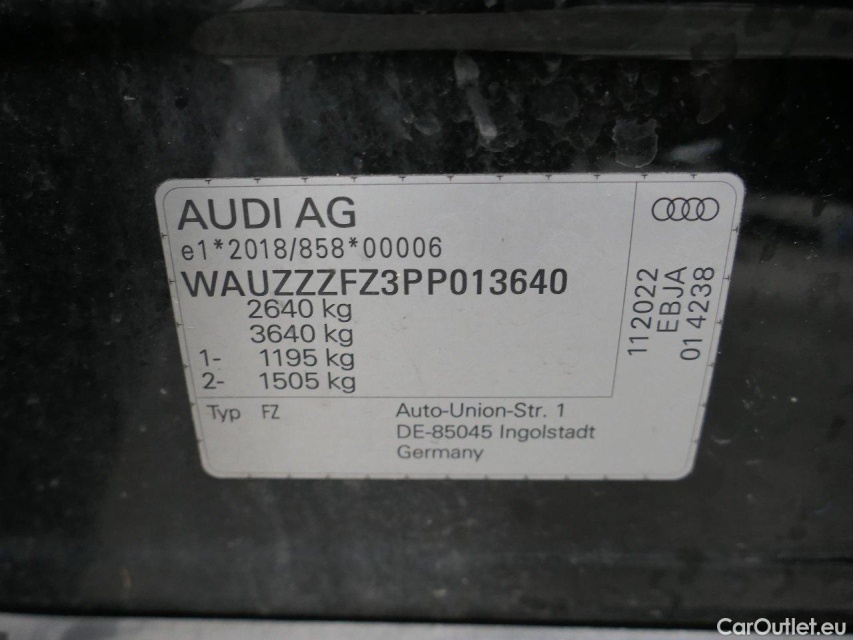 AUDI AG
e1*2018/858*00006
WAUZZZFZ3PP013640
2640 kg
3640 kg
1- 1195 kg
2- 1505 kg
Typ FZ
Auto-Union-Str. 1
DE-85045 Ingolstadt
Germany
112022
EBJA
01 4238
CarOutlet.eu